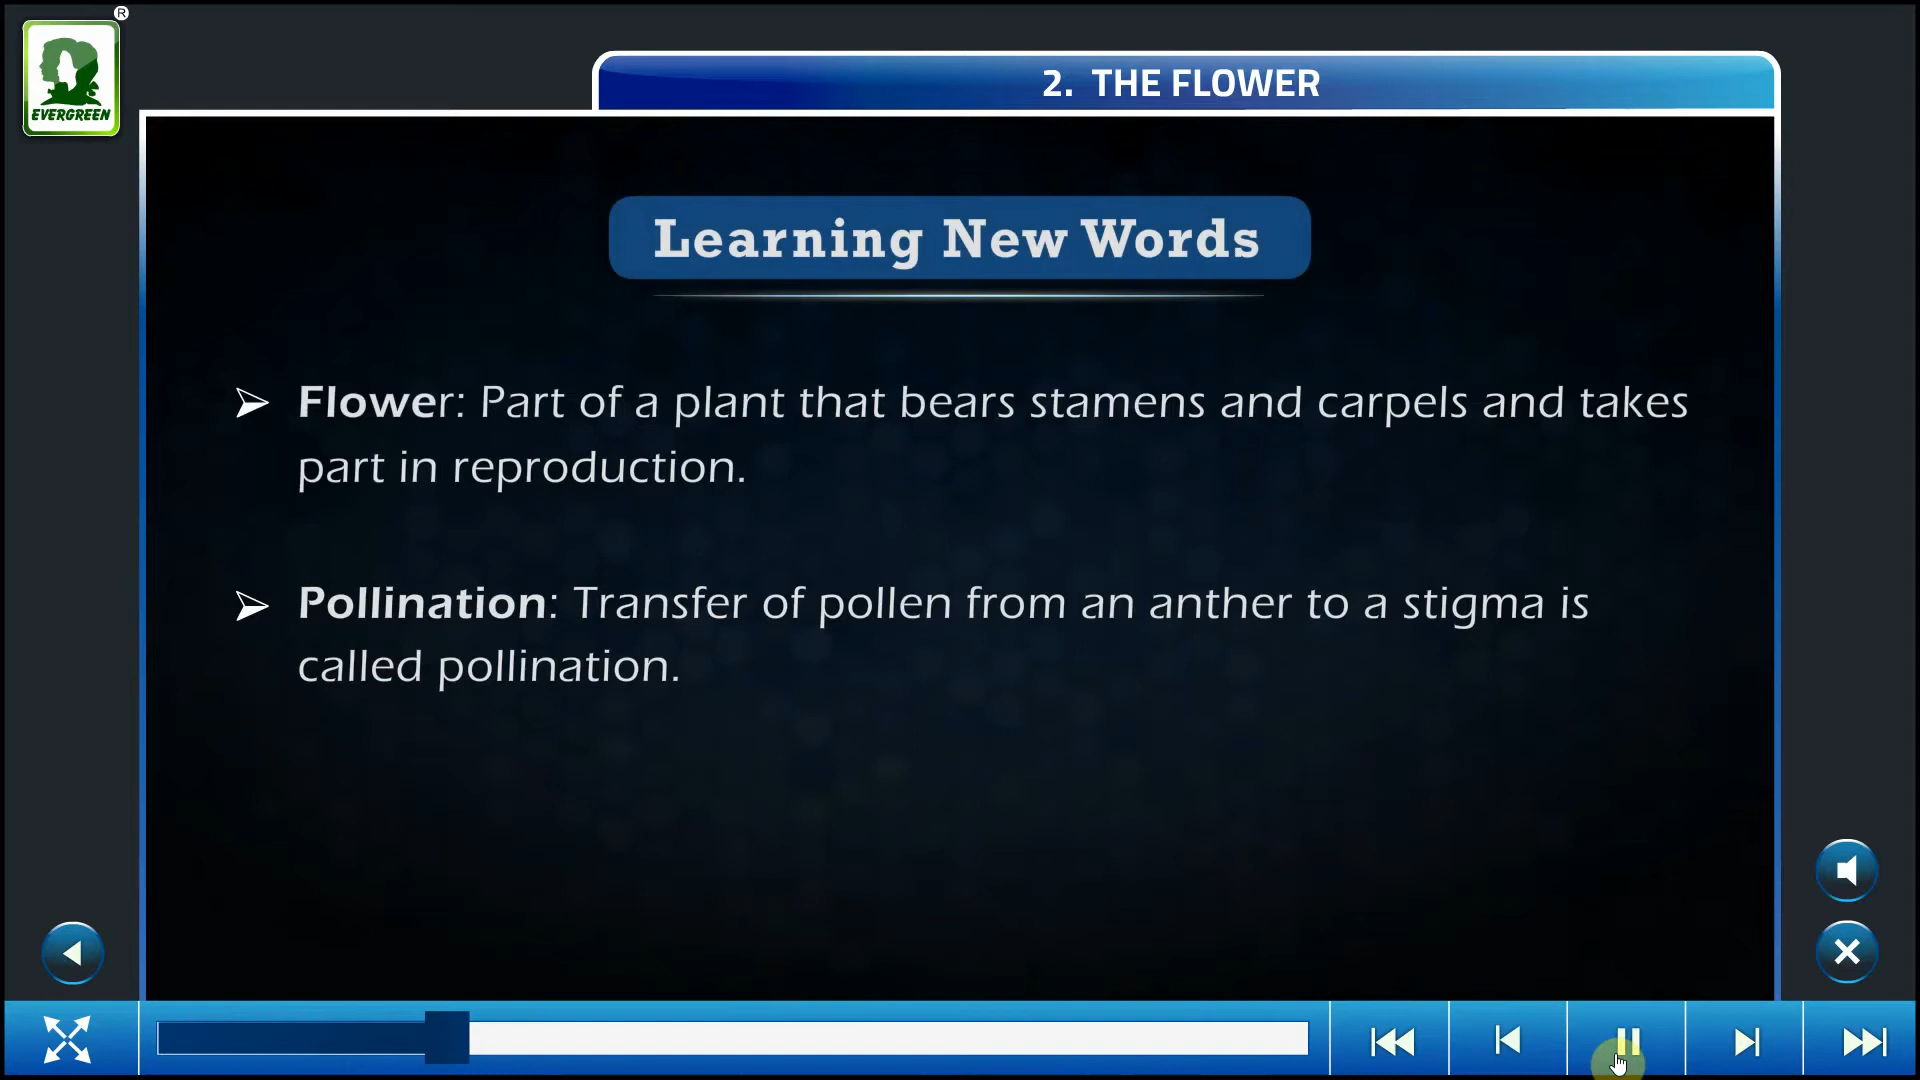 ®
EVERGREEN
2. THE FLOWER
Learning New Words
➢ Flower: Part of a plant that bears stamens and carpels and takes
part in reproduction.
➢ Pollination: Transfer of pollen from an anther to a stigma is
called pollination.